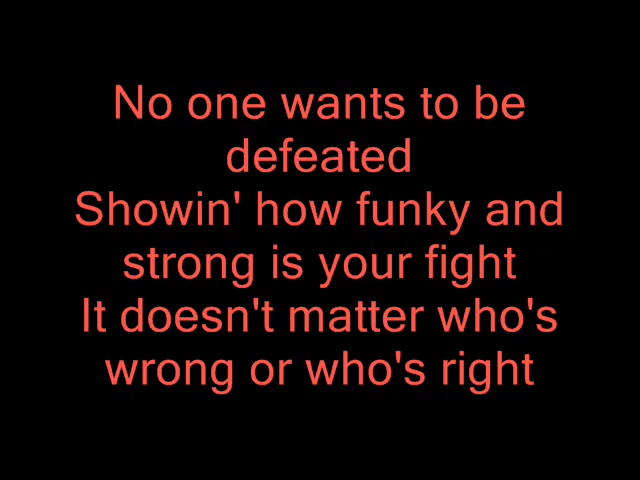 No one wants to be
defeated
Showin' how funky and
strong is your fight
It doesn't matter who's
wrong or who's right